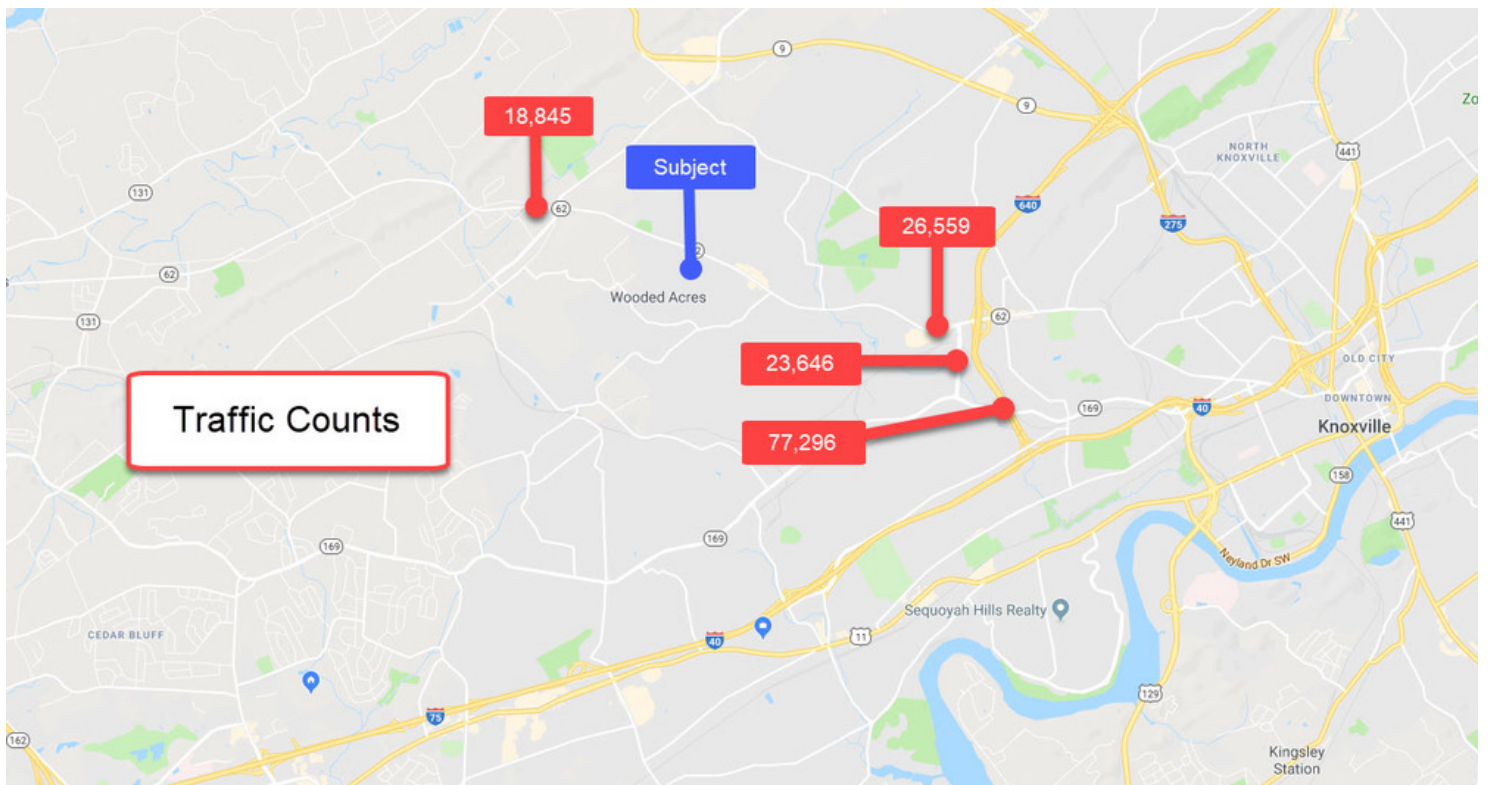 9
18,845
9
Zo
NORTH
KNOXVILLE
441
Subject
131
62
640
26,559
275
2
62
Wooded Acres
131
62
23,646
OLD CITY
Traffic Counts
DOWNTOWN
169
40
Knoxville
77,296
158
441
169
169
Neyland Dr SW
Sequoyah Hills Realty
CEDAR BLUFF
40
11
129
75
162
Kingsley
Station